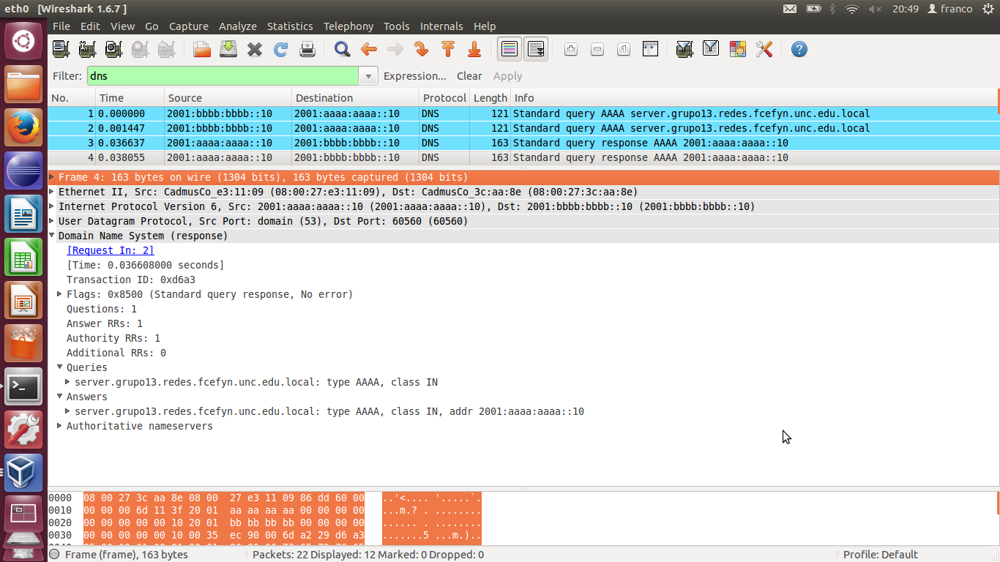 eth0 [Wireshark 1.6.7 ] 20:49 franco
File Edit View Go Capture Analyze Statistics Telephony Tools Internals Help
Filter: dns Expression... Clear Apply
No. Time Source Destination Protocol Length Info
1 0.000000 2001:bbbb:bbbb::10 2001:aaaa:aaaa::10 DNS 121 Standard query AAAA server.grupo13.redes.fcefyn.unc.edu.local
2 0.001447 2001:bbbb:bbbb::10 2001:aaaa:aaaa::10 DNS 121 Standard query AAAA server.grupo13.redes.fcefyn.unc.edu.local
3 0.036637 2001:aaaa:aaaa::10 2001:bbbb:bbbb::10 DNS 163 Standard query response AAAA 2001:aaaa:aaaa::10
4 0.038055 2001:aaaa:aaaa::10 2001:bbbb:bbbb::10 DNS 163 Standard query response AAAA 2001:aaaa:aaaa::10
Frame 4: 163 bytes on wire (1304 bits), 163 bytes captured (1304 bits)
Ethernet II, Src: CadmusCo_e3:11:09 (08:00:27:e3:11:09), Dst: CadmusCo_3c:aa:8e (08:00:27:3c:aa:8e)
Internet Protocol Version 6, Src: 2001:aaaa:aaaa::10 (2001:aaaa:aaaa::10), Dst: 2001:bbbb:bbbb::10 (2001:bbbb:bbbb::10)
User Datagram Protocol, Src Port: domain (53), Dst Port: 60560 (60560)
Domain Name System (response)
[Request In: 2]
[Time: 0.036608000 seconds]
Transaction ID: 0xd6a3
Flags: 0x8500 (Standard query response, No error)
Questions: 1
Answer RRs: 1
Authority RRs: 1
Additional RRs: 0
Queries
server.grupo13.redes.fcefyn.unc.edu.local: type AAAA, class IN
Answers
server.grupo13.redes.fcefyn.unc.edu.local: type AAAA, class IN, addr 2001:aaaa:aaaa::10
Authoritative nameservers
0000 08 00 27 3c aa 8e 08 00 27 e3 11 09 86 dd 60 00 ..'<.... '.....`.
0010 00 00 00 6d 11 3f 20 01 aa aa aa aa 00 00 00 00 ...m.? . ........
0020 00 00 00 00 00 10 20 01 bb bb bb bb 00 00 00 00 ...... . ........
0030 00 00 00 00 00 10 00 35 ec 90 00 6d a2 29 d6 a3 .......5 ...m.)..
Frame (frame), 163 bytes Packets: 22 Displayed: 12 Marked: 0 Dropped: 0 Profile: Default